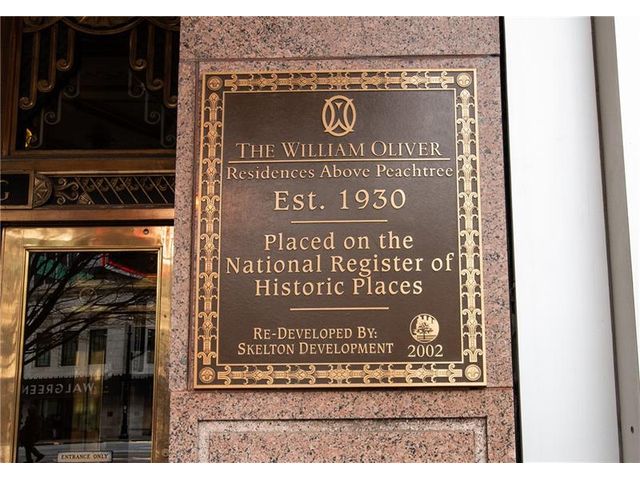 THE WILLIAM OLIVER
Residences Above Peachtree
Est. 1930
Placed on the
National Register of
Historic Places
RE-DEVELOPED BY:
SKELTON DEVELOPMENT
2002
G
WALGREEN
ENTRANCE ONLY